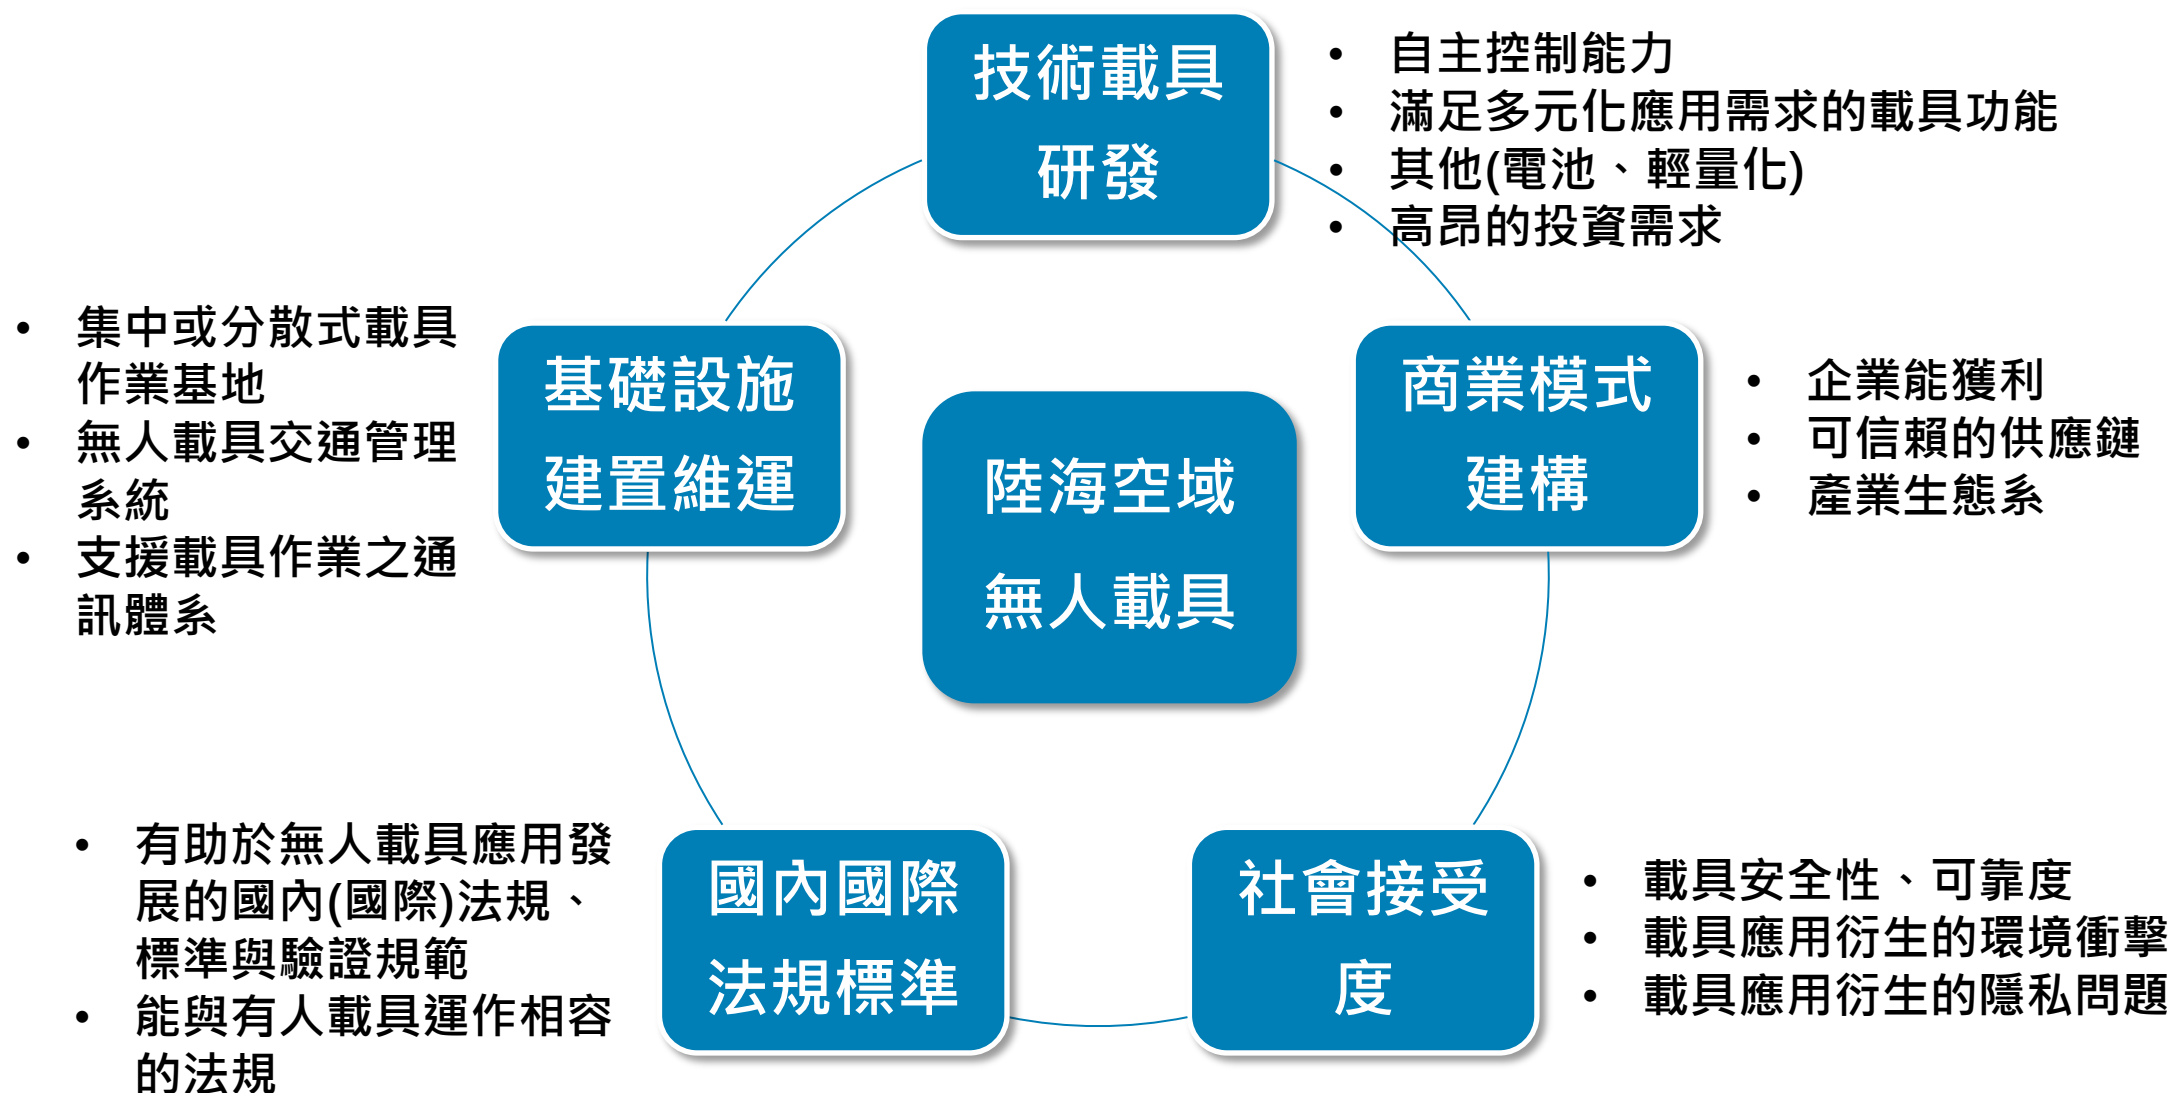 技術載具
研發
• 自主控制能力
• 滿足多元化應用需求的載具功能
• 其他(電池、輕量化)
• 高昂的投資需求
• 集中或分散式載具
作業基地
• 無人載具交通管理
系統
• 支援載具作業之通
訊體系
基礎設施
建置維運
陸海空域
無人載具
商業模式
建構
• 企業能獲利
• 可信賴的供應鏈
• 產業生態系
• 有助於無人載具應用發
展的國內(國際)法規、
標準與驗證規範
• 能與有人載具運作相容
的法規
國內國際
法規標準
社會接受
度
• 載具安全性、可靠度
• 載具應用衍生的環境衝擊
• 載具應用衍生的隱私問題